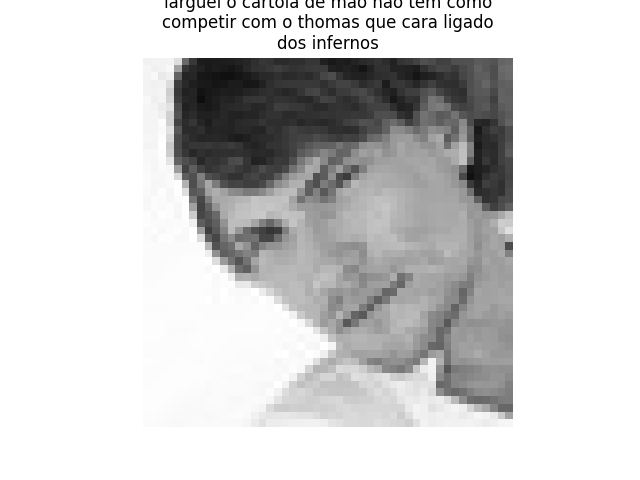 larguei o cartola de mão não tem como
competir com o thomas que cara ligado
dos infernos